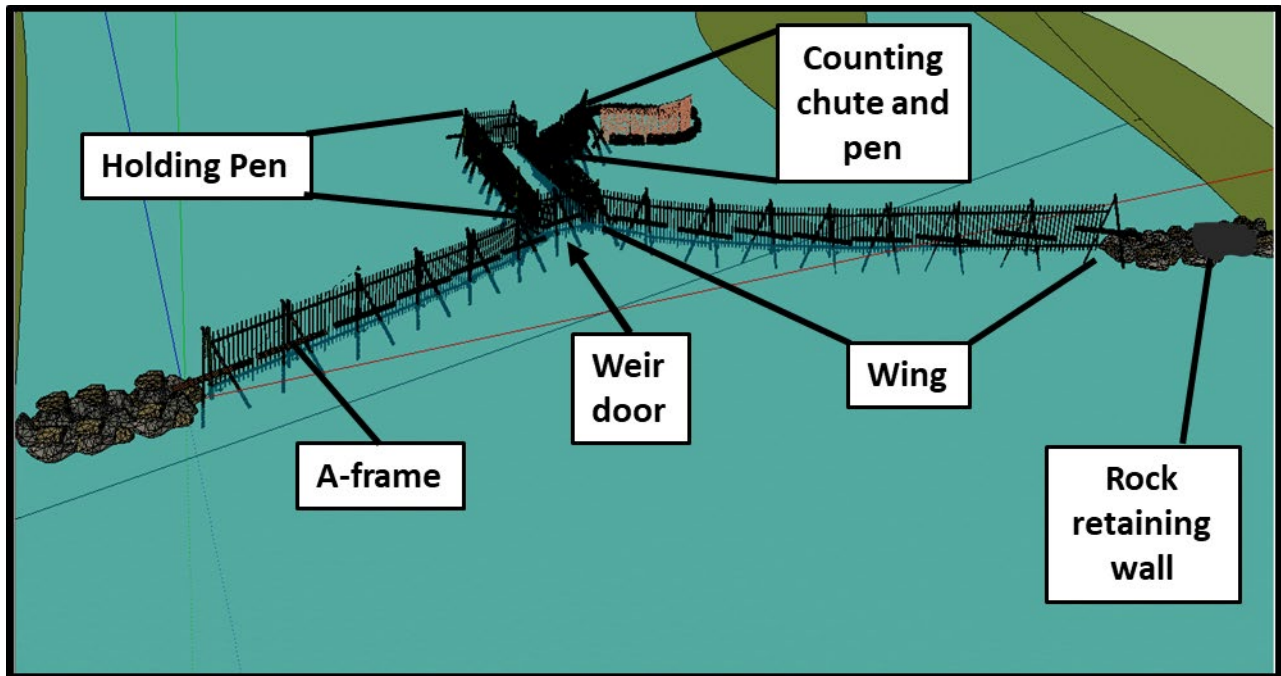 Counting
chute and
pen
Holding Pen
Weir
door
Wing
A-frame
Rock
retaining
wall